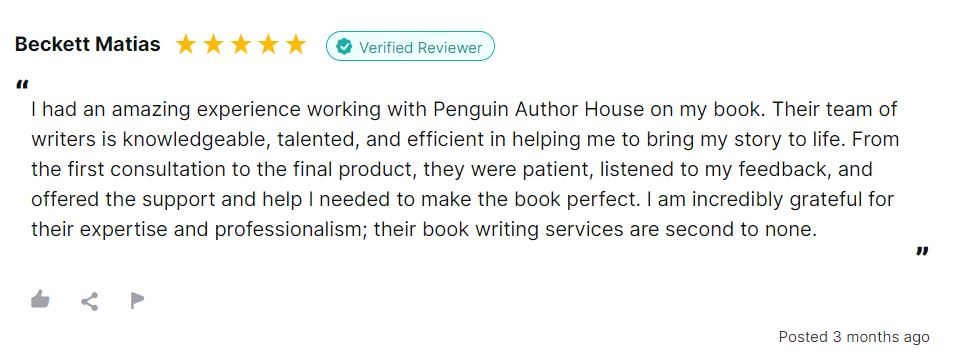 Beckett Matias Verified Reviewer
“
I had an amazing experience working with Penguin Author House on my book. Their team of
writers is knowledgeable, talented, and efficient in helping me to bring my story to life. From
the first consultation to the final product, they were patient, listened to my feedback, and
offered the support and help I needed to make the book perfect. I am incredibly grateful for
their expertise and professionalism; their book writing services are second to none.
”
Posted 3 months ago